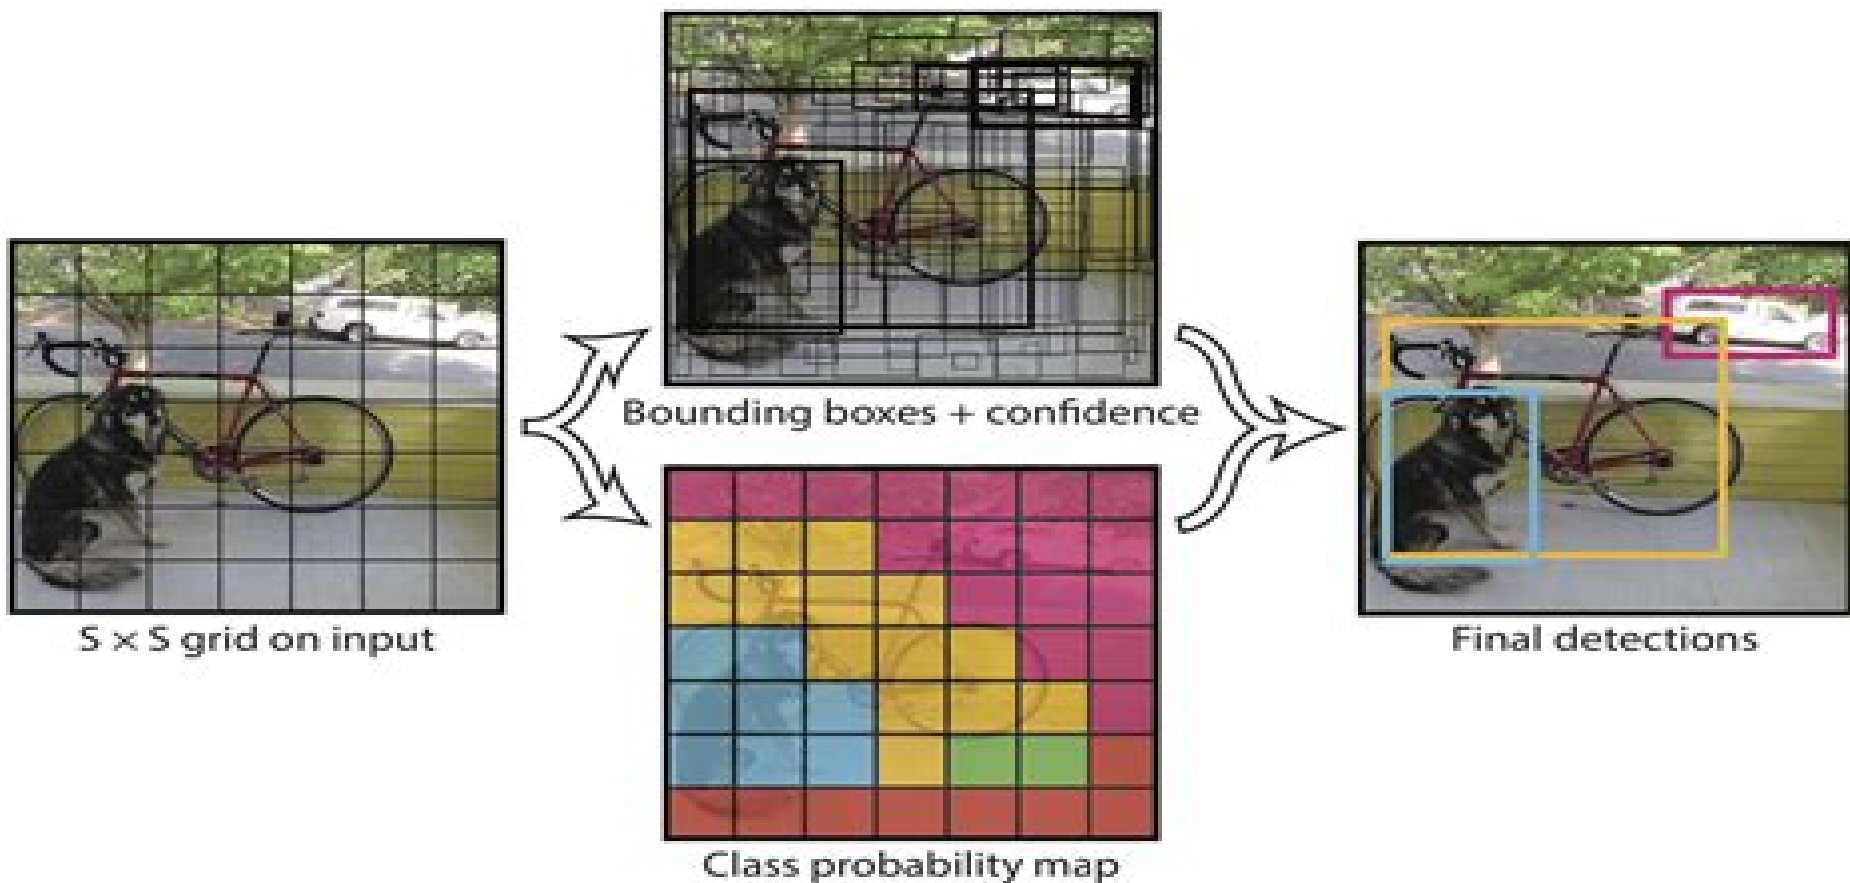 S × S grid on input
Bounding boxes + confidence
Class probability map
Final detections